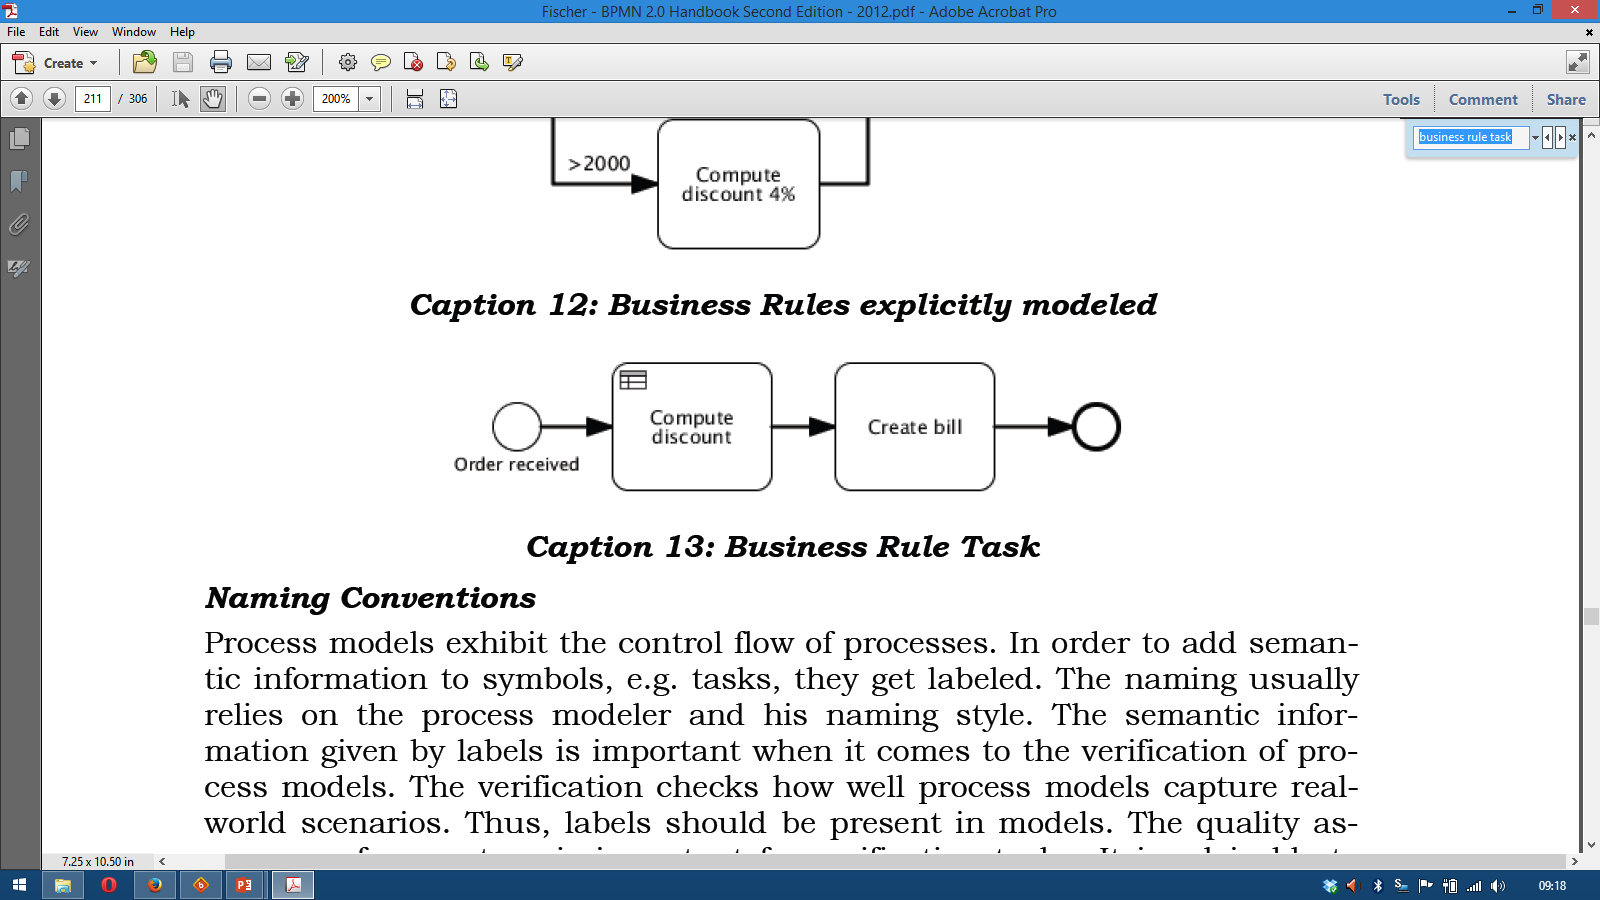 Fischer - BPMN 2.0 Handbook Second Edition - 2012.pdf - Adobe Acrobat Pro
File Edit View Window Help
Create
211 / 306 200% Tools Comment Share
business rule task
>2000
Compute
discount 4%
Caption 12: Business Rules explicitly modeled
Compute
discount
Create bill
Order received
Caption 13: Business Rule Task
Naming Conventions
Process models exhibit the control flow of processes. In order to add seman-
tic information to symbols, e.g. tasks, they get labeled. The naming usually
relies on the process modeler and his naming style. The semantic infor-
mation given by labels is important when it comes to the verification of pro-
cess models. The verification checks how well process models capture real-
world scenarios. Thus, labels should be present in models. The quality as-
7.25 x 10.50 in
09:18